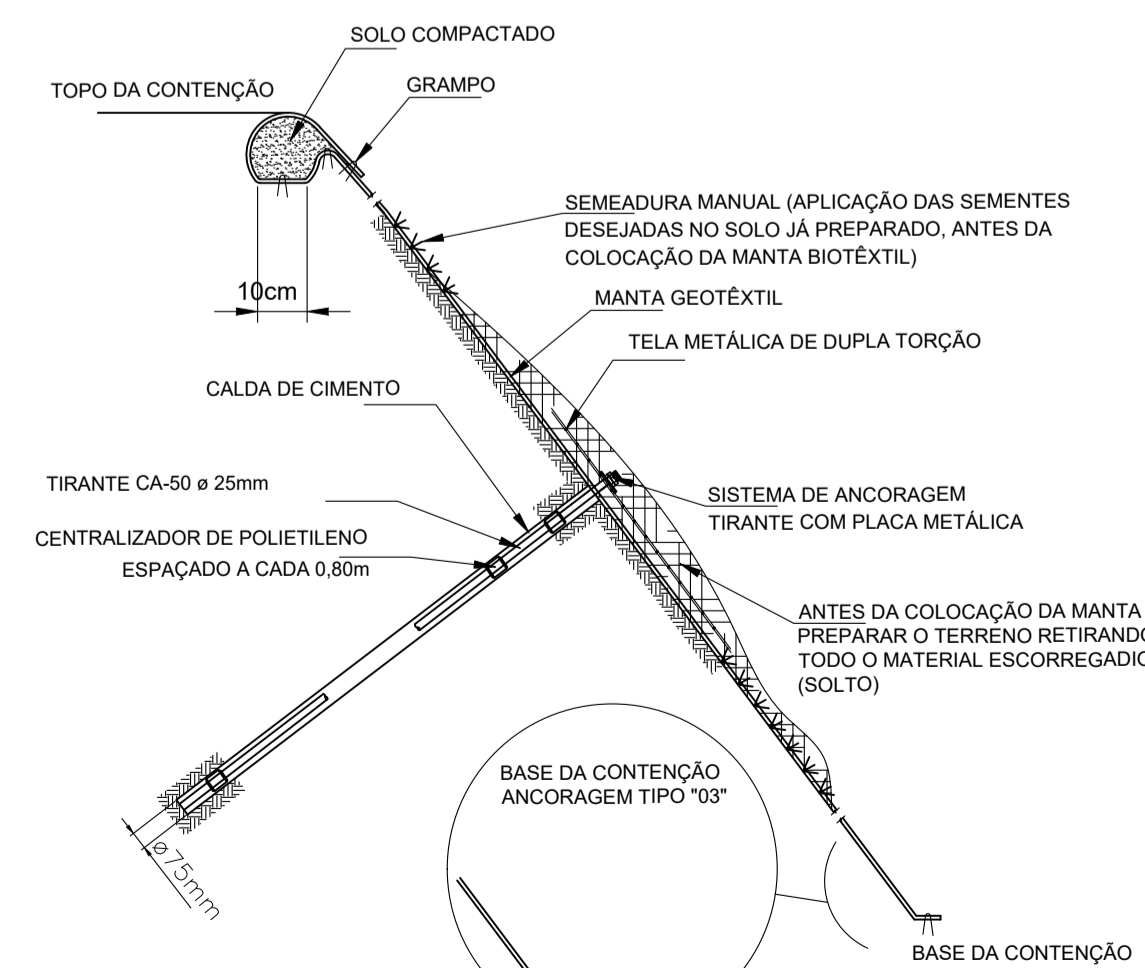 SOLO COMPACTADO
TOPO DA CONTENÇÃO
GRAMPO
SEMEADURA MANUAL (APLICAÇÃO DAS SEMENTES
DESEJADAS NO SOLO JÁ PREPARADO, ANTES DA
COLOCAÇÃO DA MANTA BIOTÊXTIL)
10cm
MANTA GEOTÊXTIL
TELA METÁLICA DE DUPLA TORÇÃO
CALDA DE CIMENTO
TIRANTE CA-50 ø 25mm
SISTEMA DE ANCORAGEM
TIRANTE COM PLACA METÁLICA
CENTRALIZADOR DE POLIETILENO
ESPAÇADO A CADA 0,80m
ANTES DA COLOCAÇÃO DA MANTA
PREPARAR O TERRENO RETIRANDO
TODO O MATERIAL
(SOLTO)
BASE DA CONTENÇÃO
ANCORAGEM TIPO "03"
ø75mm
BASE DA CONTENÇÃO